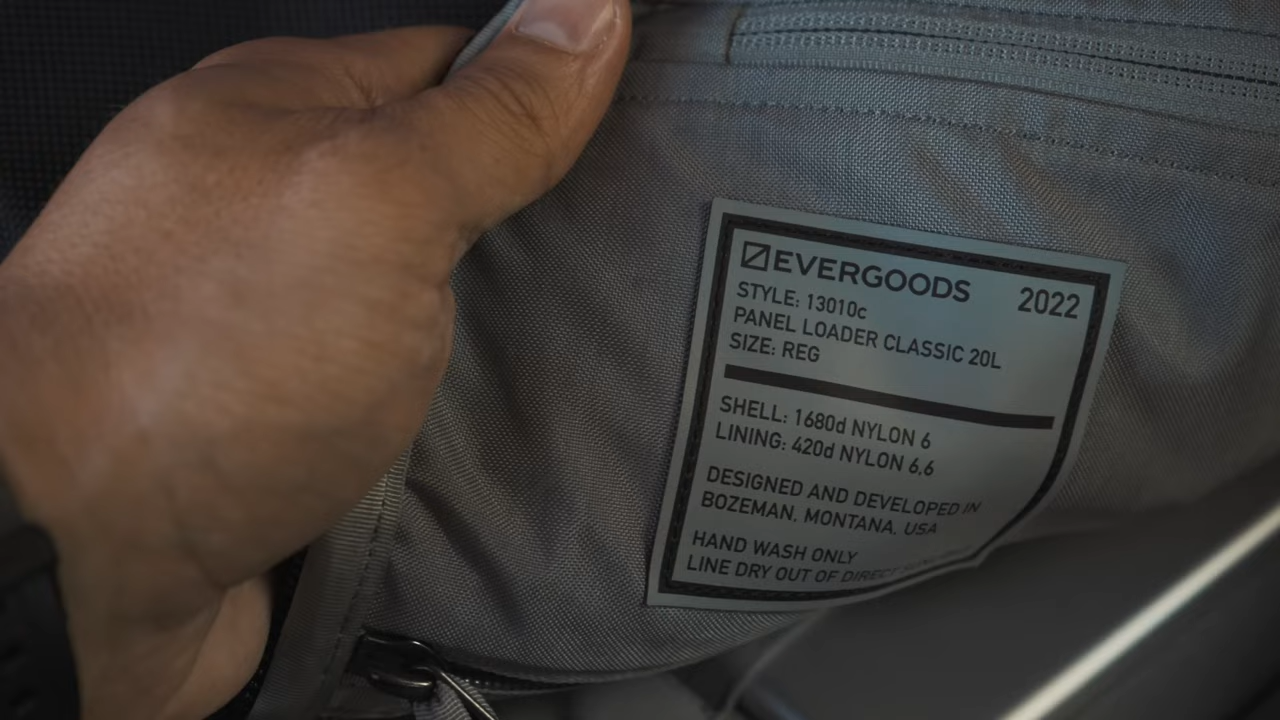 EVERGOODS 2022
STYLE: 13010c
PANEL LOADER CLASSIC 20L
SIZE: REG
SHELL: 1680d NYLON 6
LINING: 420d NYLON 6,6
DESIGNED AND DEVELOPED IN
BOZEMAN, MONTANA, USA
HAND WASH ONLY
LINE DRY OUT OF DIRECT